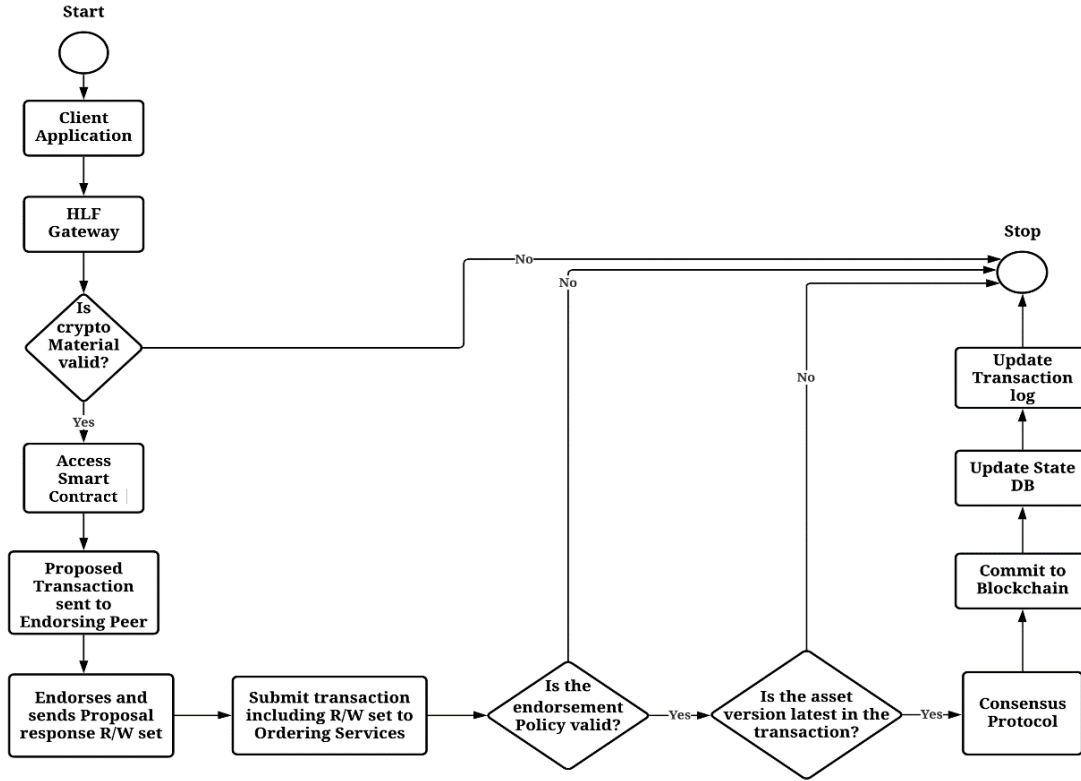 Start
Client
Application
HLF
Gateway
Is
crypto
Material
valid?
Yes
No
Access
Smart
Contract
Proposed
Transaction
sent to
Endorsing Peer
Endorses and
sends Proposal
response R/W set
Submit transaction
including R/W set to
Ordering Services
Is the
endorsement
Policy valid?
No
Yes
Is the asset
version latest in the
transaction?
No
Yes
Consensus
Protocol
Commit to
Blockchain
Update State
DB
Update
Transaction
log
Stop